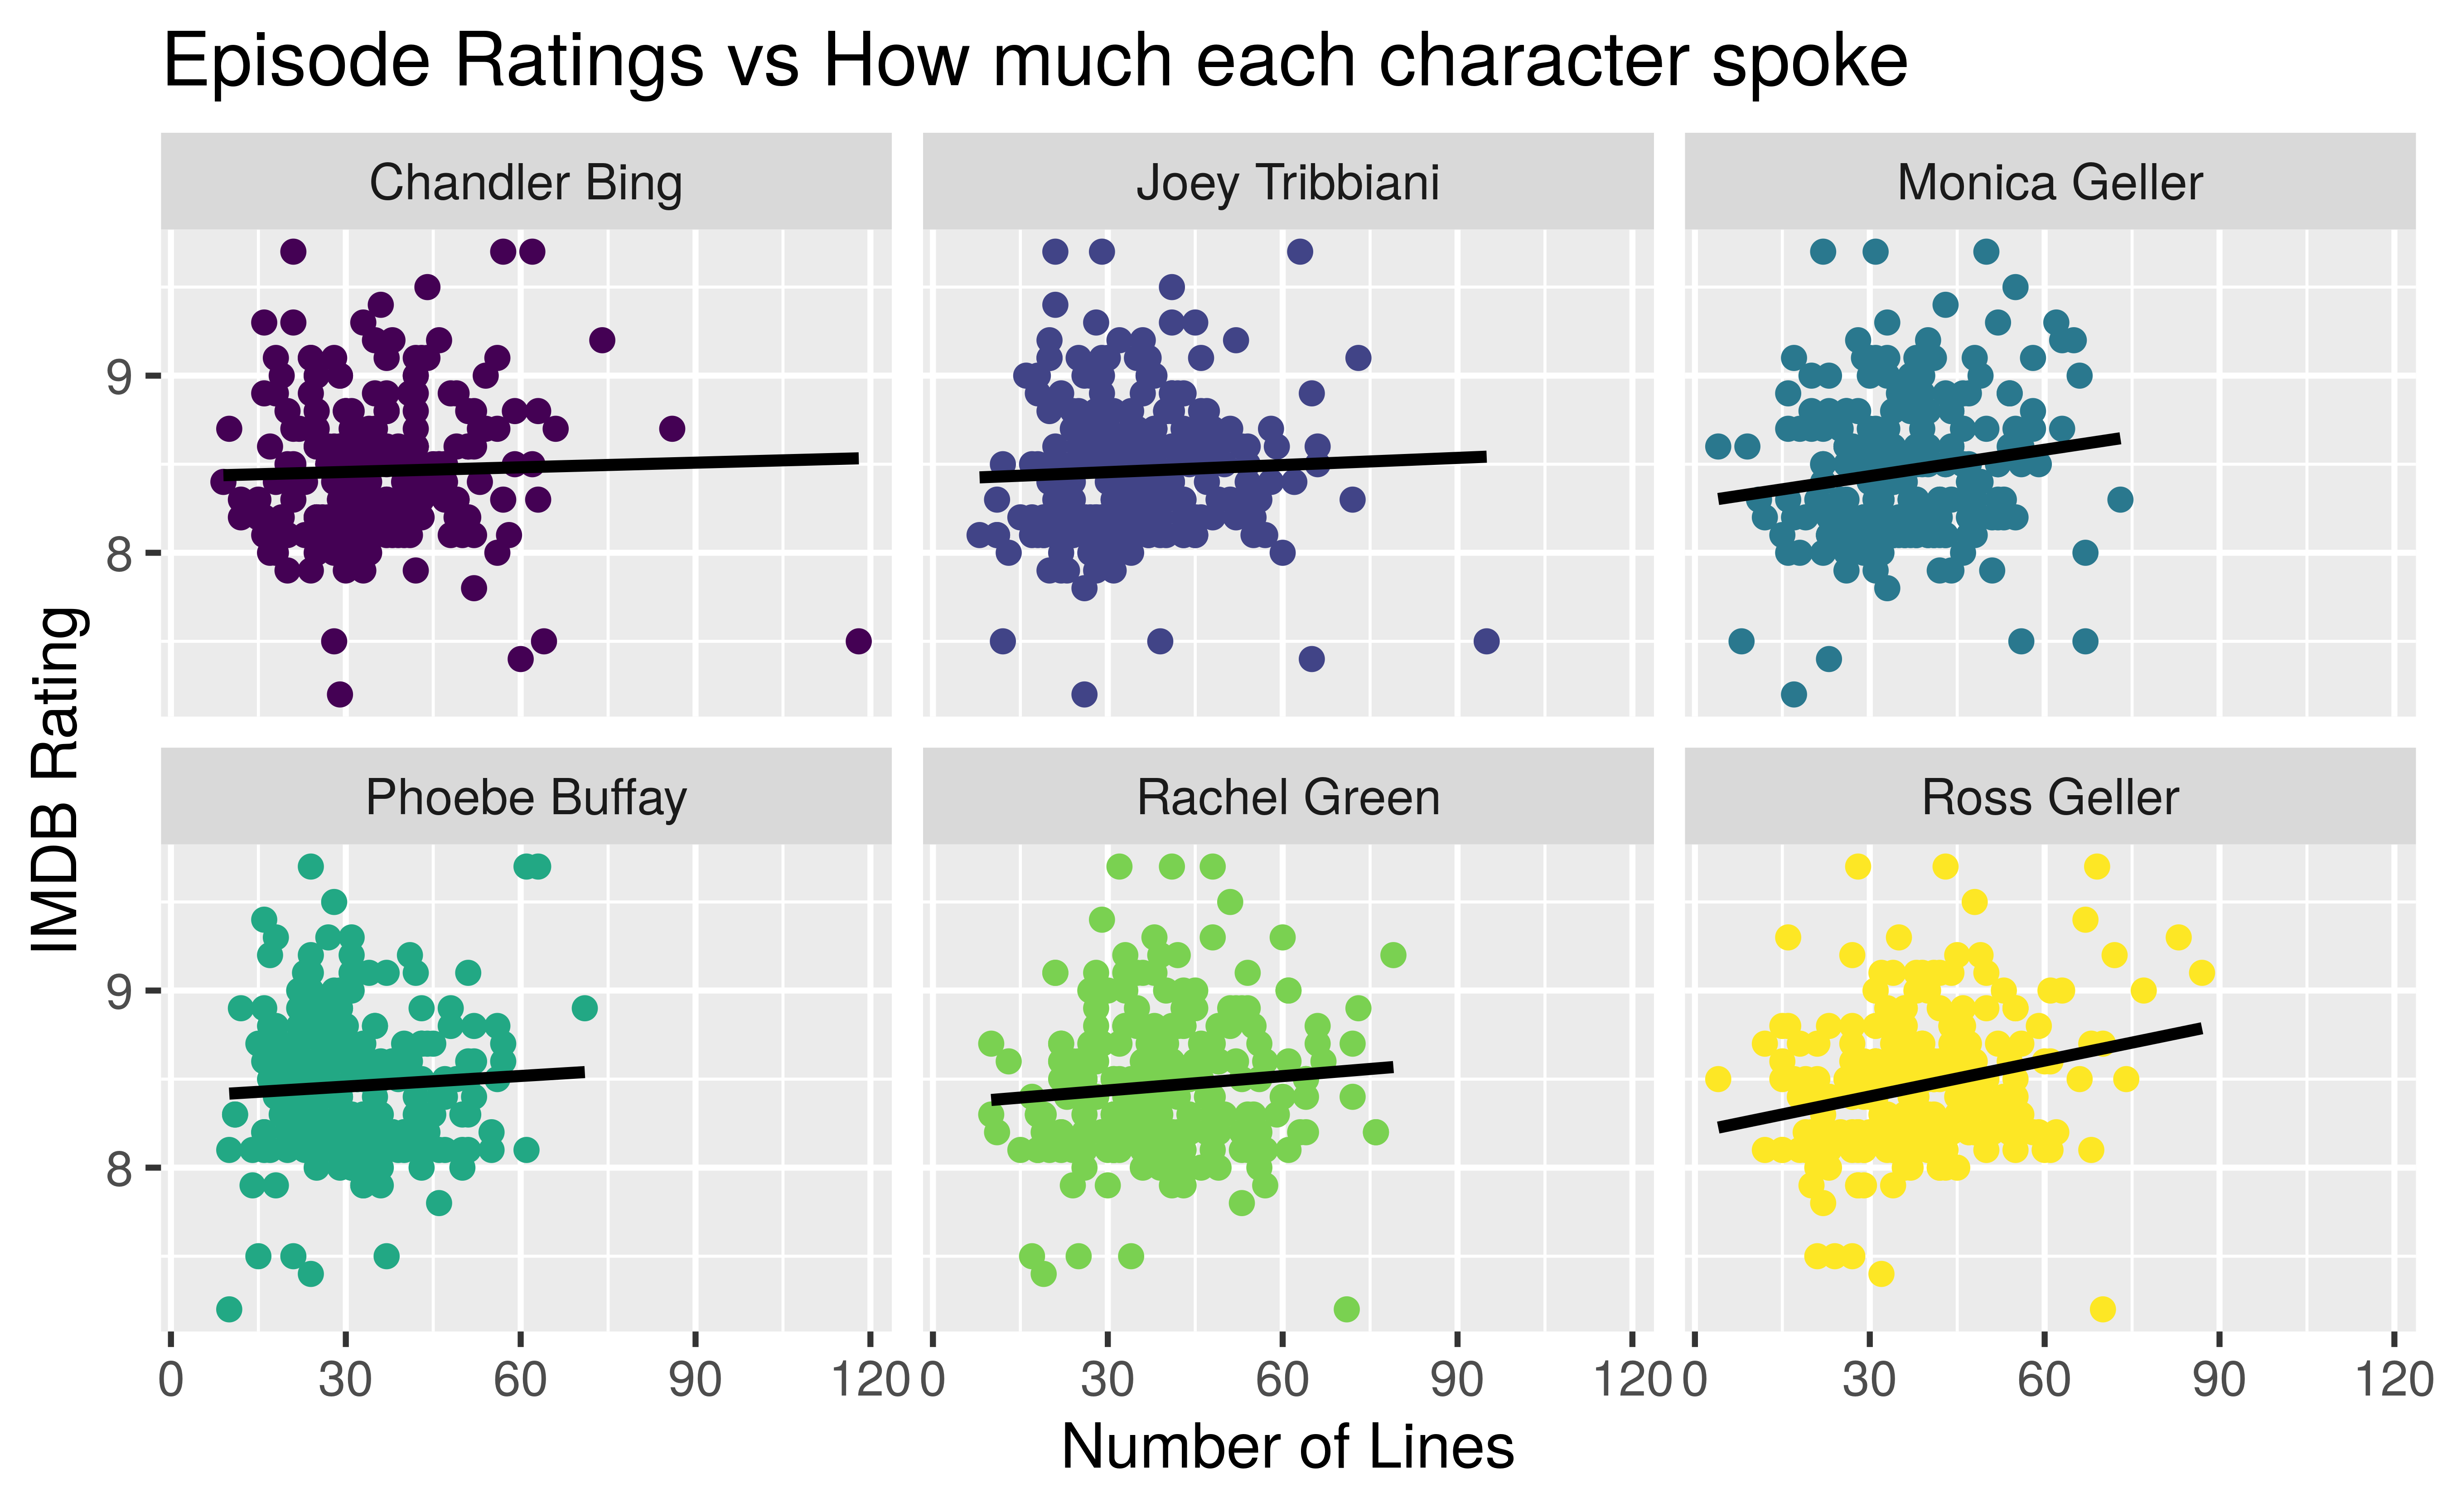 Episode Ratings vs How much each character spoke
Chandler Bing
Joey Tribbiani
Monica Geller
9
8
IMDB Rating
Phoebe Buffay
Rachel Green
Ross Geller
9
8
0 30 60 90 120 0 30 60 90 120 0 30 60 90 120
Number of Lines